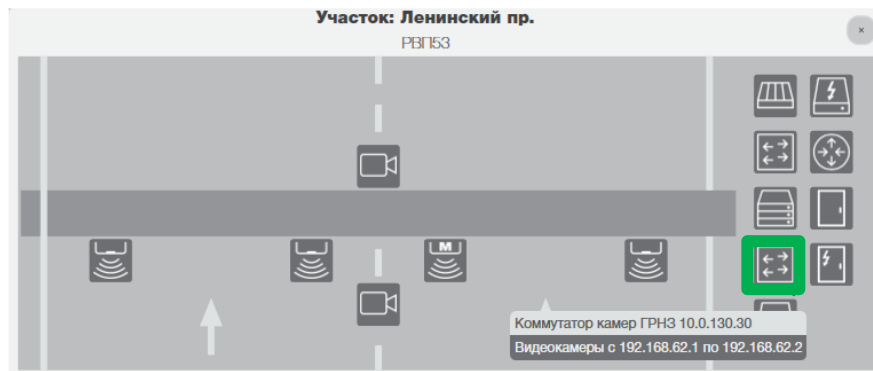 Участок: Ленинский пр.
РВП53
×
М
Коммутатор камер ГРНЗ 10.0.130.30
Видеокамеры с 192.168.62.1 по 192.168.62.2